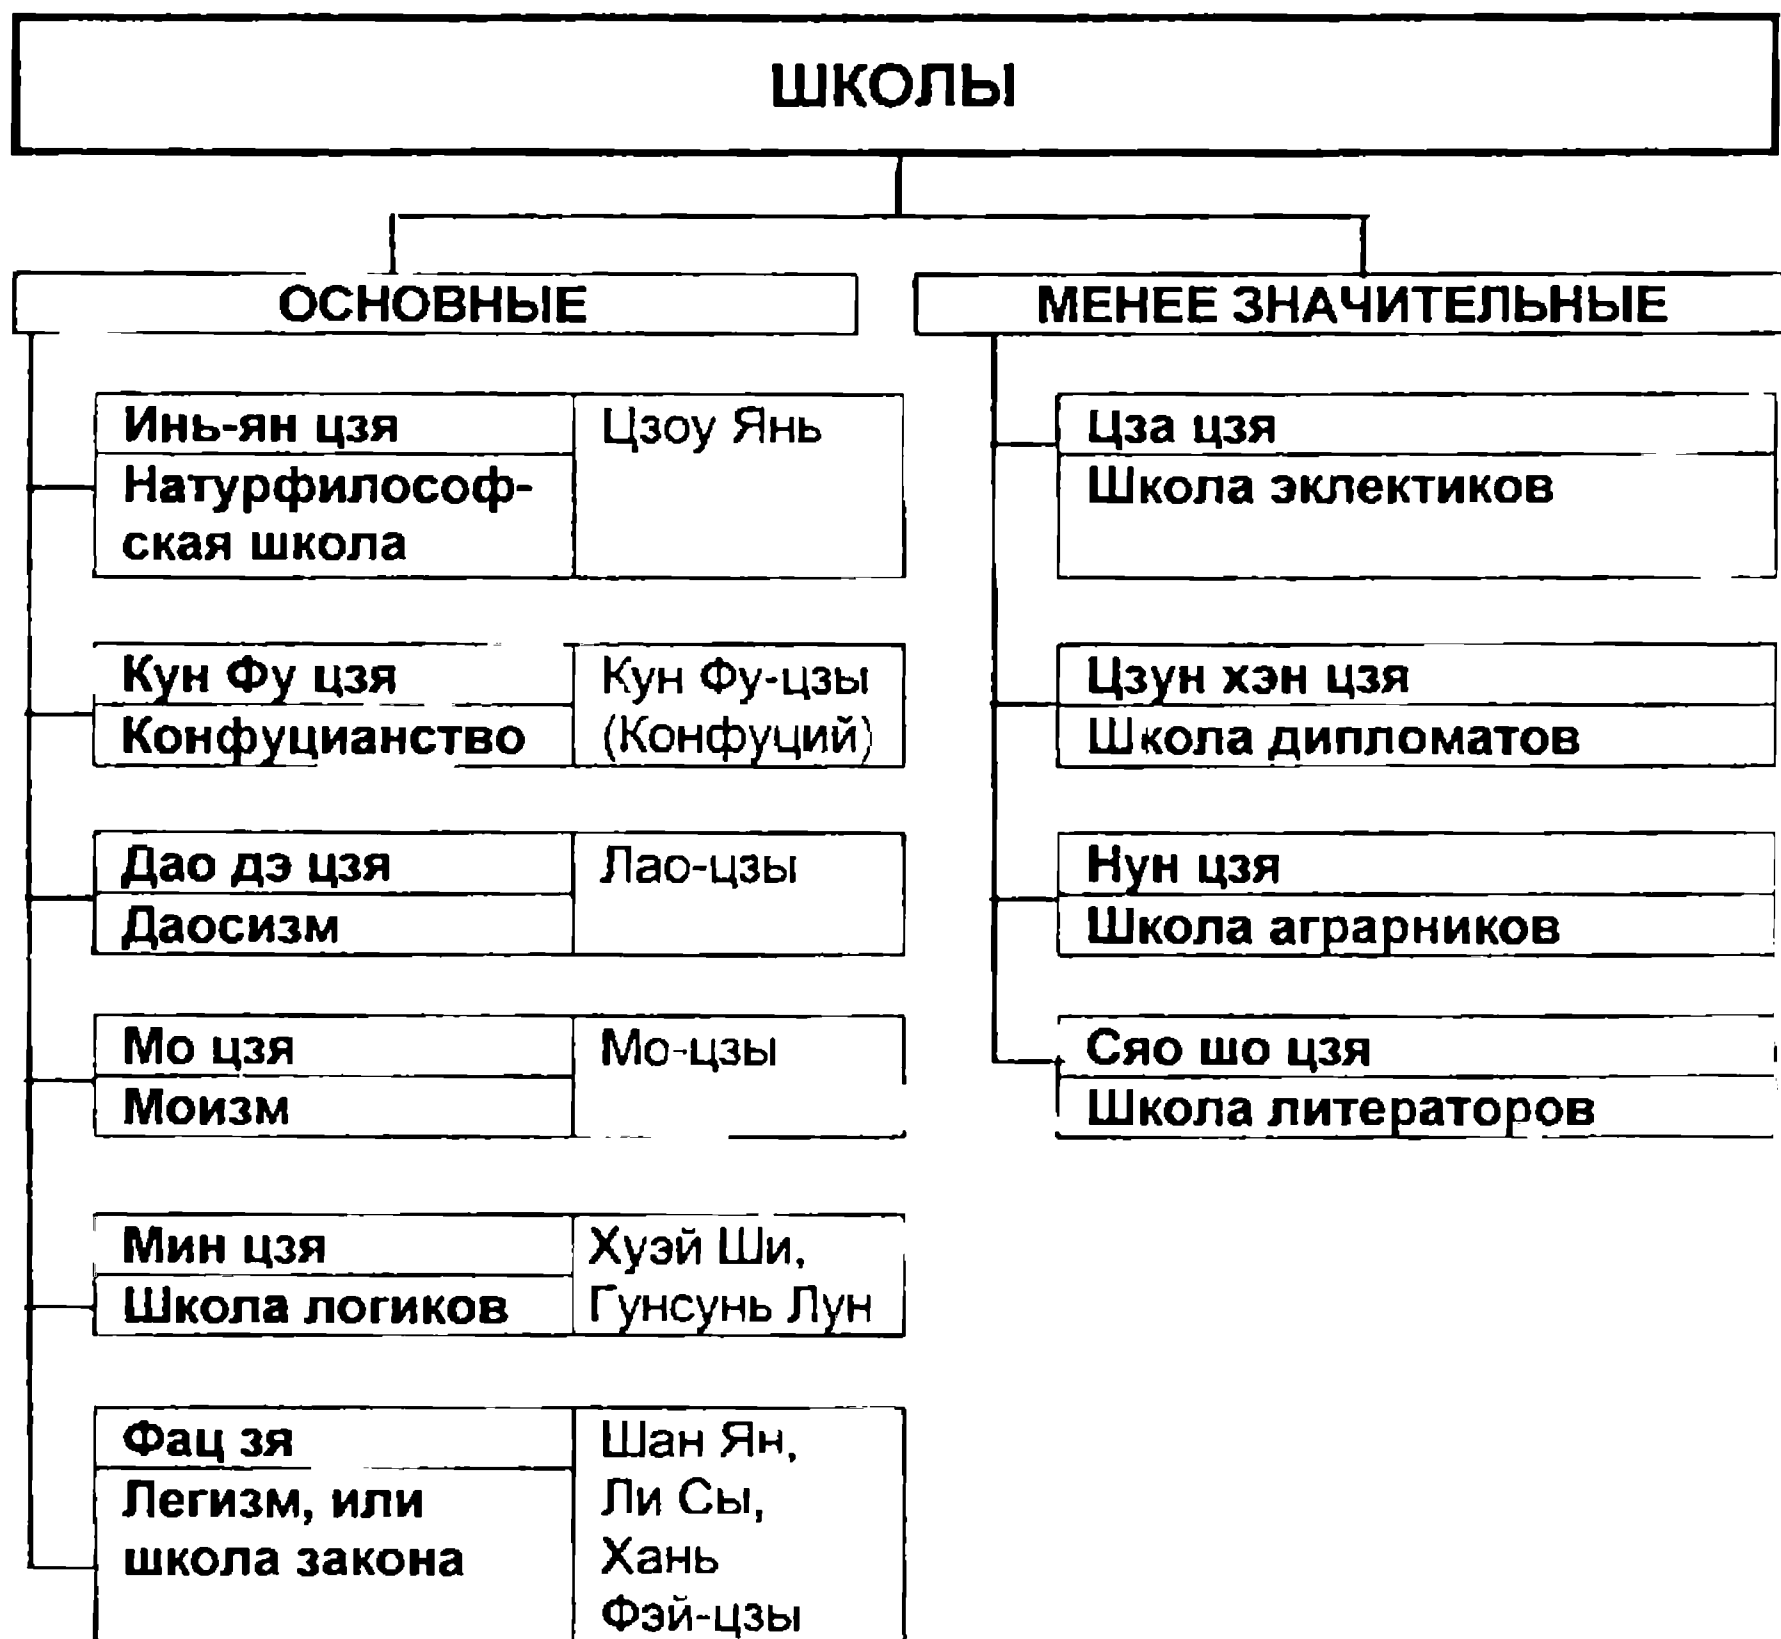 ШКОЛЫ
ОСНОВНЫЕ
Инь-ян цзя
Натурфилософ-
ская школа
Цзоу Янь
Кун Фу цзя
Конфуцианство
Кун Фу-цзы
(Конфуций)
Дао дэ цзя
Даосизм
Лао-цзы
Мо цзя
Моизм
Мо-цзы
Мин цзя
Школа логиков
Хуэй Ши,
Гунсунь Лун
Фац зя
Легизм, или
школа закона
Шан Ян,
Ли Сы,
Хань
Фэй-цзы
МЕНЕЕ ЗНАЧИТЕЛЬНЫЕ
Цза цзя
Школа эклектиков
Цзун хэн цзя
Школа дипломатов
Нун цзя
Школа аграрников
Сяо шо цзя
Школа литераторов